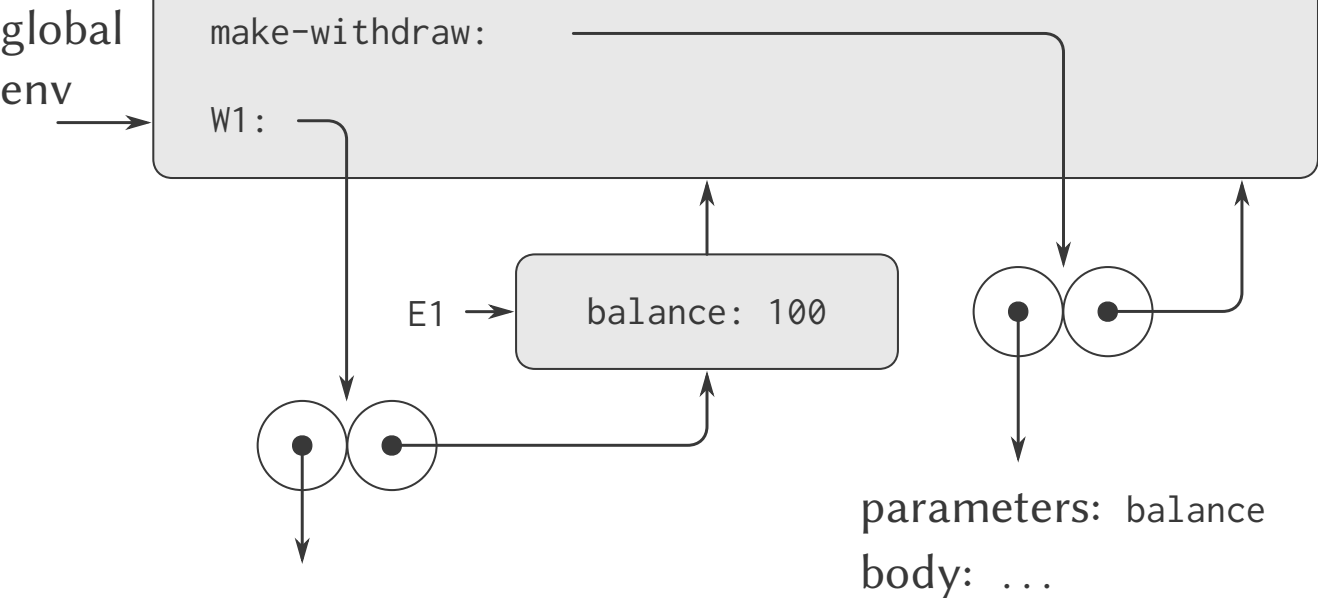 global
env
make-withdraw:
W1:
E1
balance: 100
parameters: balance
body: ...